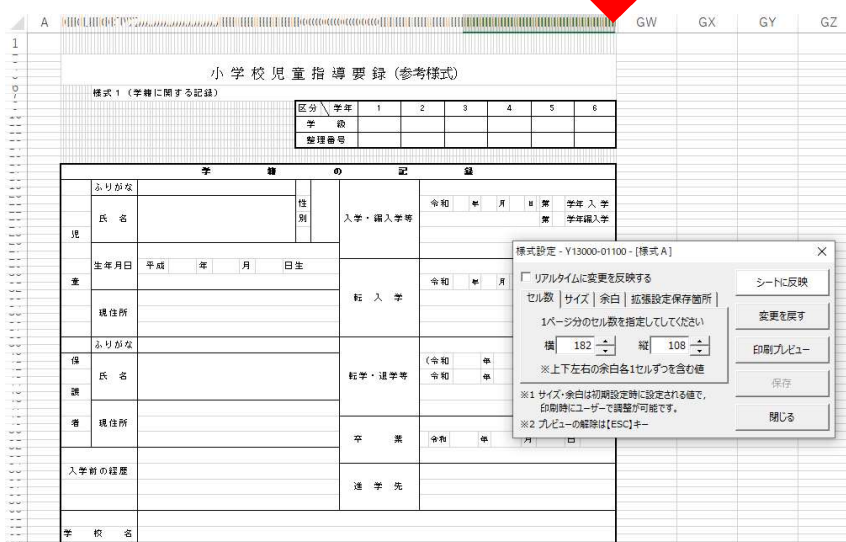 A GW GX GY GZ
1
小 学 校 児 童 指 導 要 録 (参考様式)
様式１（学籍に関する記録）
区分 学年 1 2 3 4 5 6
学 級
整理番号
学 籍 の 記 録
児 童
ふりがな
氏 名
性別
生年月日 平成 年 月 日生
現住所
保護者
ふりがな
氏 名
現住所
入学前の経歴
学 校 名
入学・編入学等
令和 年 月 日 第 学年 入 学
第 学年編入学
転 入 学
令和 年 月
転学・退学等
(令和 年
令和 年
卒 業 令和 年 月 日
進 学 先
様式設定 - Y13000-01100 - [様式A]
リアルタイムに変更を反映する
セル数 サイズ 余白 拡張設定保存箇所
1ページ分のセル数を指定してしてください
横 182 縦 108
※上下左右の余白名1セルずつを含む値
※1 サイズ・余白は初期設定時に設定される値で,
印刷時にユーザーで調整が可能です。
※2 プレビューの解除は【ESC】キー
シートに反映
変更を戻す
印刷プレビュー
保存
閉じる